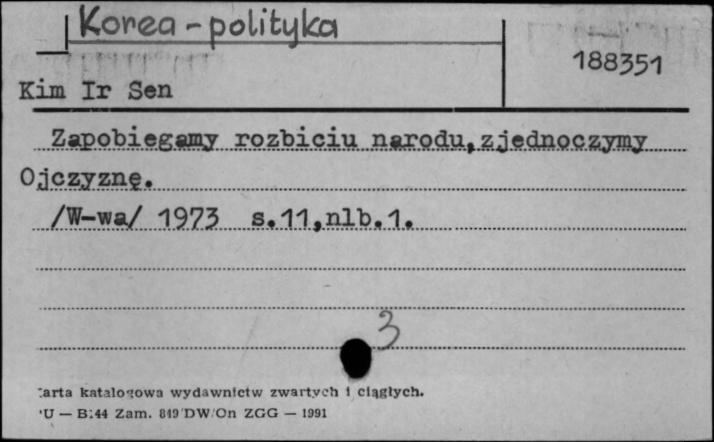 Korea - polityka
188351
Kim Ir Sen
Zapobiegamy rozbiciu narodu,zjednoczymy
Ojczyznę.
/W-wa/ 1973 s.11,nlb.1.
3
arta katalogowa wydawnictw zwartych i ciągłych.
U — B144 Zam. 819 DW/On ZGG — 1991